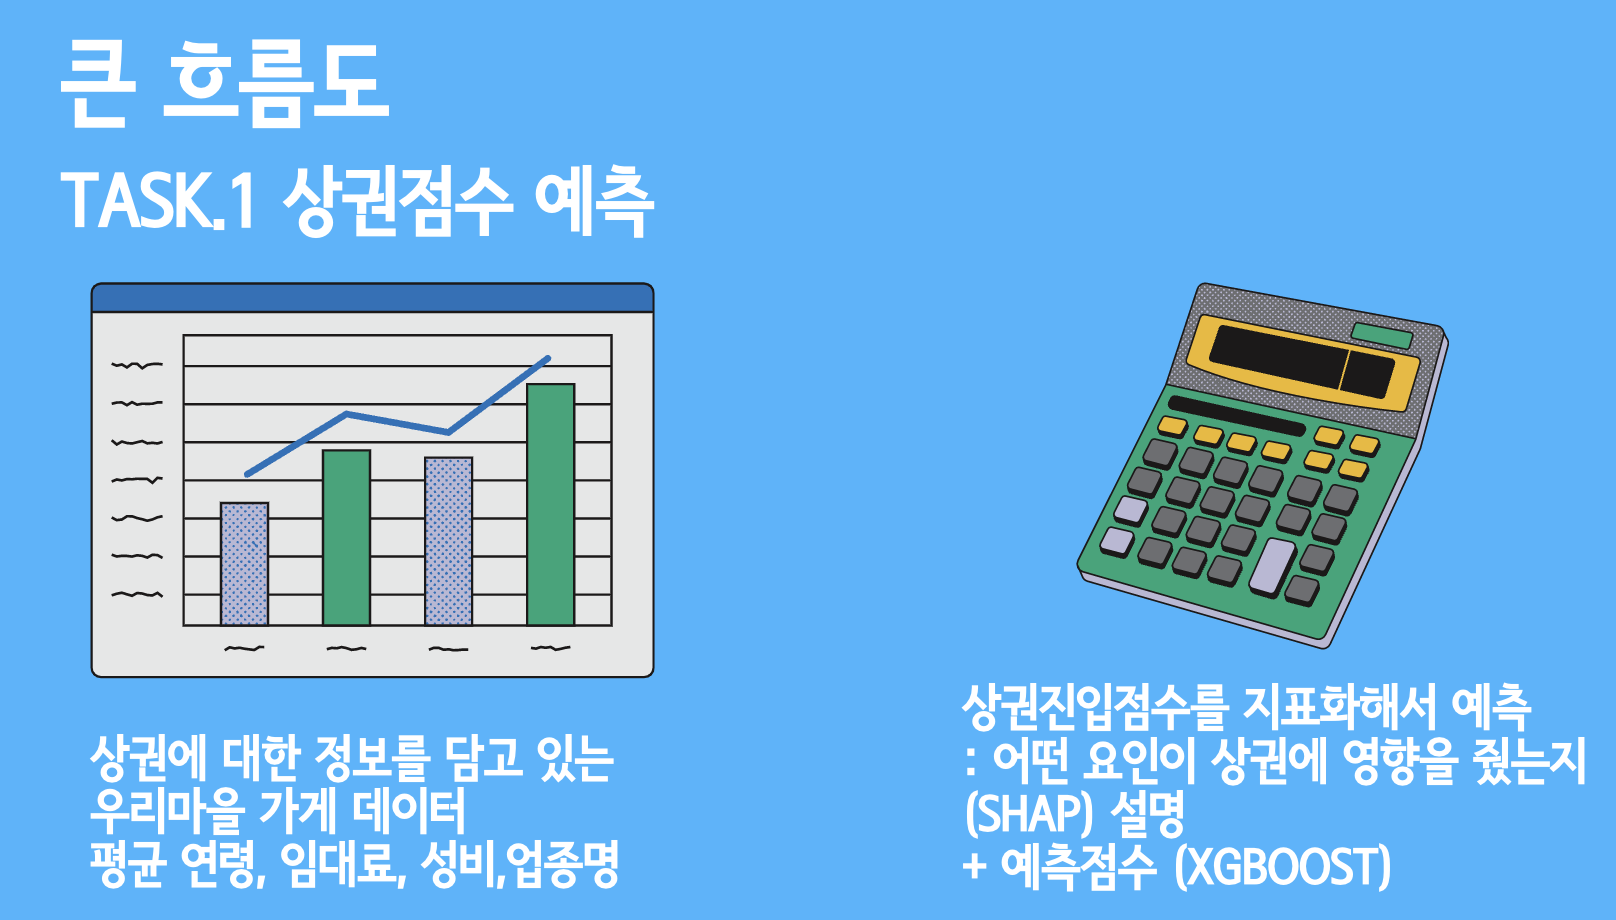 큰 흐름도
TASK.1 상권점수 예측
상권에 대한 정보를 담고 있는
우리마을 가게 데이터
평균 연령, 임대료, 성비,업종명
상권진입점수를 지표화해서 예측
: 어떤 요인이 상권에 영향을 줬는지
(SHAP) 설명
+ 예측점수 (XGBOOST)